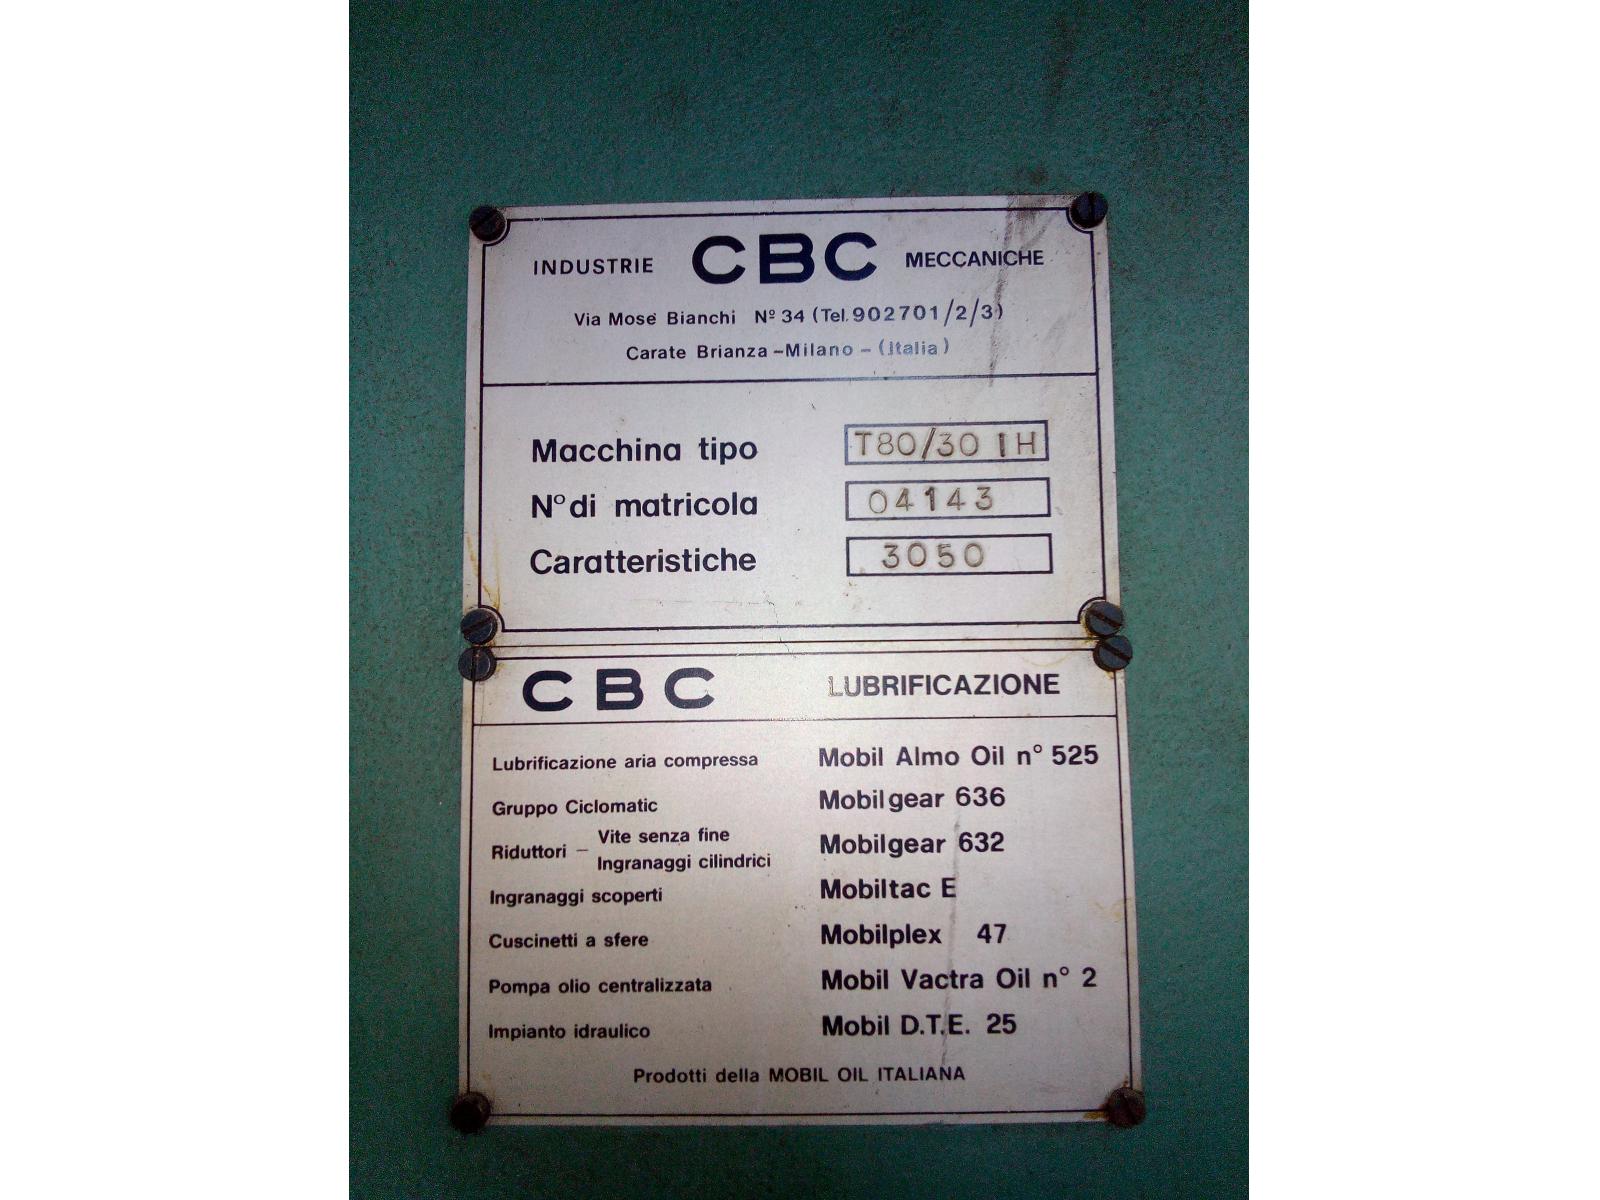 INDUSTRIE CBC MECCANICHE
Via Mosè Bianchi Nº 34 (Tel. 902701/2/3)
Carate Brianza - Milano - (Italia)
Macchina tipo T80/30 IH
N° di matricola 04143
Caratteristiche 3050
CBC LUBRIFICAZIONE
Lubrificazione aria compressa Mobil Almo Oil n° 525
Gruppo Ciclomatic Mobilgear 636
Riduttori – Vite senza fine
Ingranaggi cilindrici Mobilgear 632
Ingranaggi scoperti Mobiltac E
Cuscinetti a sfere Mobilplex 47
Pompa olio centralizzata Mobil Vactra Oil n° 2
Impianto idraulico Mobil D.T.E. 25
Prodotti della MOBIL OIL ITALIANA